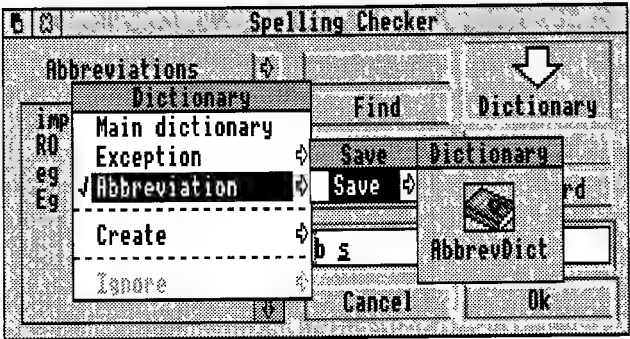 Spelling Checker
Abbreviations
Find
Dictionary
imp
RO
eg
Eg
Dictionary
Main dictionary
Exception
Abbreviation
Create
Ignore
Save
Save
Dictionary
AbbrevDict
rd
b s
Cancel
Ok